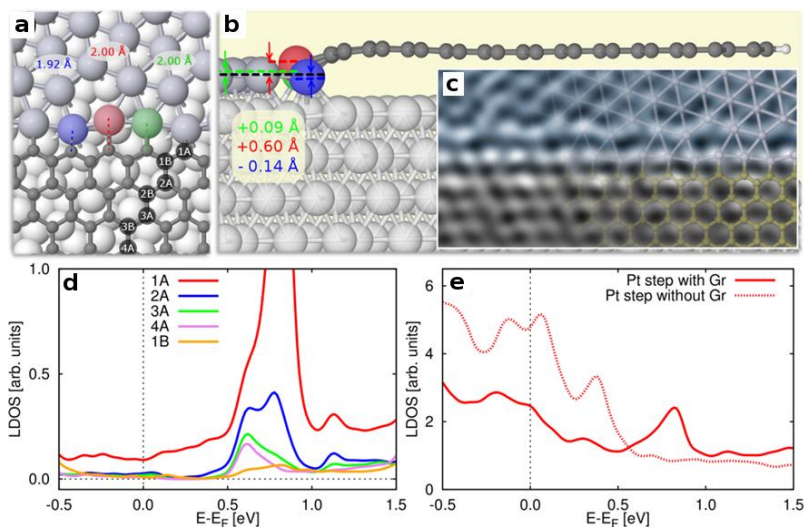 a
1.92 Å
2.00 Å
2.00 Å
1A
1B
2A
2B
3A
3B
4A
b
+0.09 Å
+0.60 Å
- 0.14 Å
c
d
1A
2A
3A
4A
1B
LDOS [arb. units]
1.0
0.5
0.0
-0.5 0.0 0.5 1.0 1.5
E-E_F [eV]
e
Pt step with Gr
Pt step without Gr
LDOS [arb. units]
6
4
2
0
-0.5 0.0 0.5 1.0 1.5
E-E_F [eV]